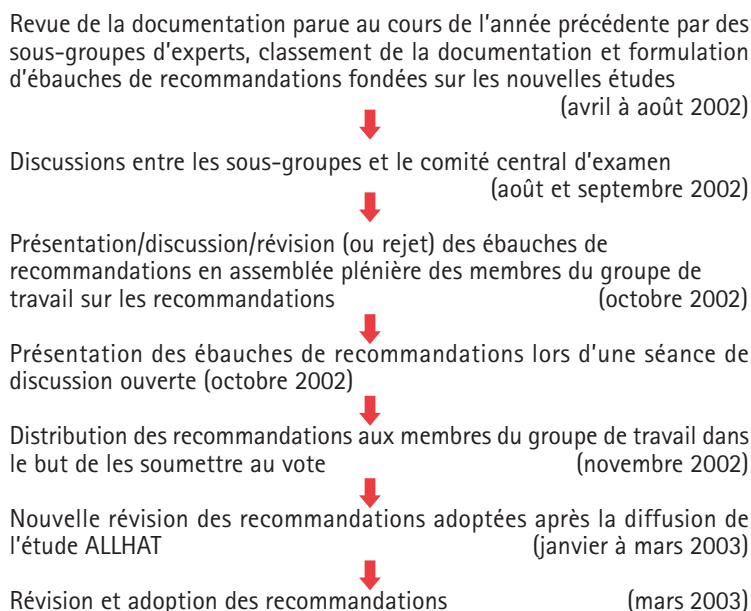 Revue de la documentation parue au cours de l'année précédente par des
sous-groupes d'experts, classement de la documentation et formulation
d'ébauches de recommandations fondées sur les nouvelles études
(avril à août 2002)
Discussions entre les sous-groupes et le comité central d'examen
(août et septembre 2002)
Présentation/discussion/révision (ou rejet) des ébauches de
recommandations en assemblée plénière des membres du groupe de
travail sur les recommandations (octobre 2002)
Présentation des ébauches de recommandations lors d'une séance de
discussion ouverte (octobre 2002)
Distribution des recommandations aux membres du groupe de travail dans
le but de les soumettre au vote (novembre 2002)
Nouvelle révision des recommandations adoptées après la diffusion de
l'étude ALLHAT (janvier à mars 2003)
Révision et adoption des recommandations (mars 2003)